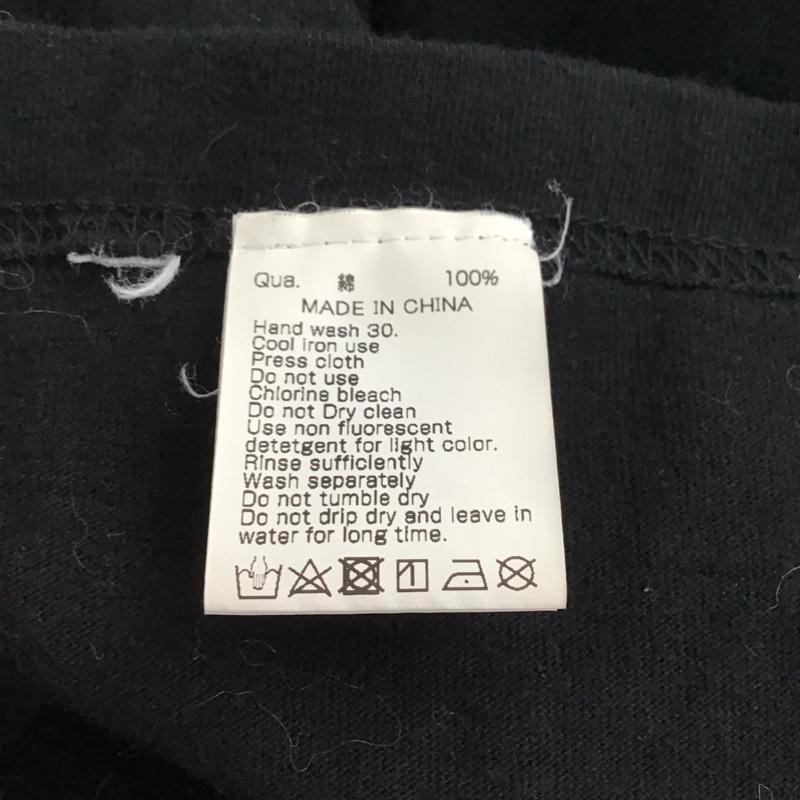 Qua. 綿 100%
MADE IN CHINA
Hand wash 30.
Cool iron use
Press cloth
Do not use
Chlorine bleach
Do not Dry clean
Use non fluorescent
detetgent for light color.
Rinse sufficiently
Wash separately
Do not tumble dry
Do not drip dry and leave in
water for long time.